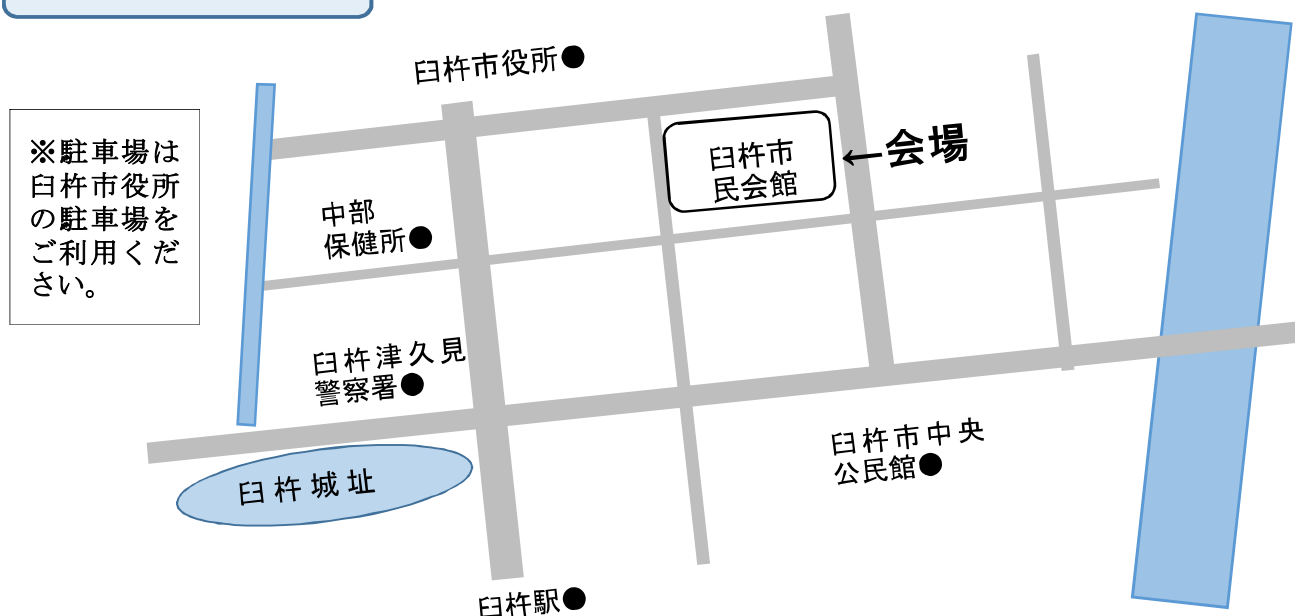 臼杵市役所●
※駐車場は
臼杵市役所
の駐車場を
ご利用くだ
さい。
臼杵市
民会館
←会場
中部
保健所●
臼杵津久見
警察署●
臼杵市中央
公民館●
臼杵城址
臼杵駅●